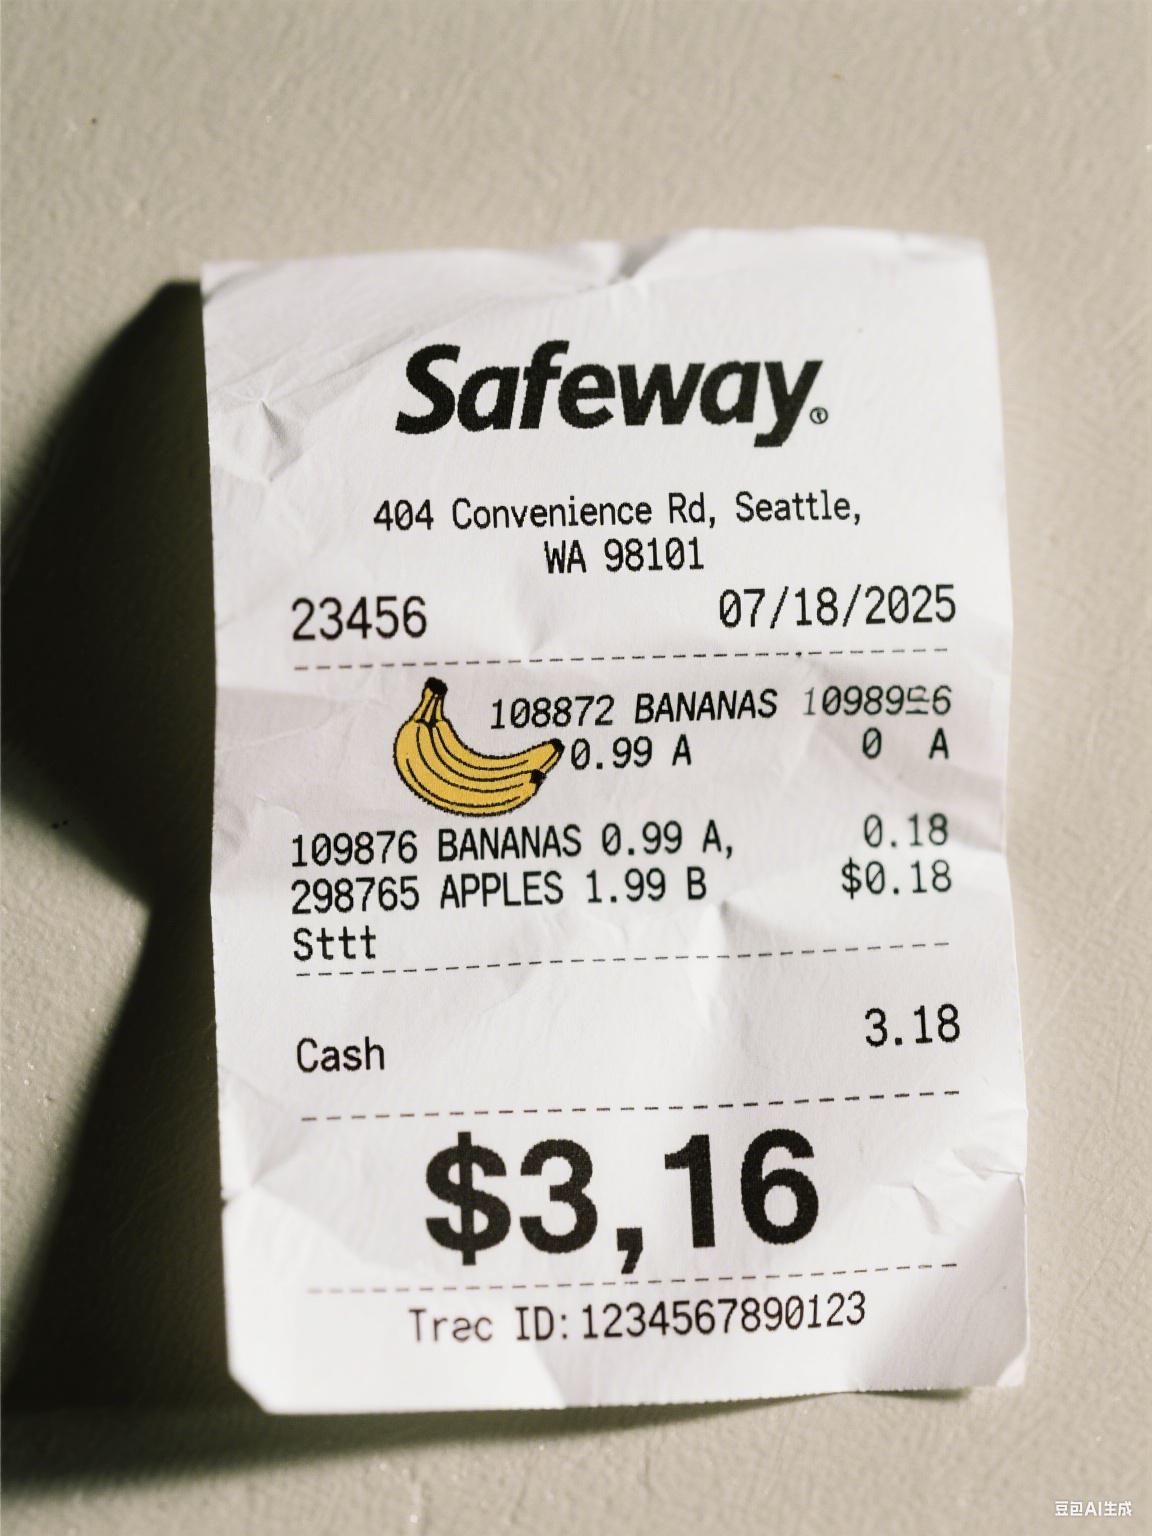 Safeway®
404 Convenience Rd, Seattle,
WA 98101
23456 07/18/2025
108872 BANANAS
0.99 A 0 A
109876 BANANAS 0.99 A, 0.18
298765 APPLES 1.99 B $0.18
Sttt
Cash 3.18
$3,16
Trac ID: 1234567890123
豆包AI生成